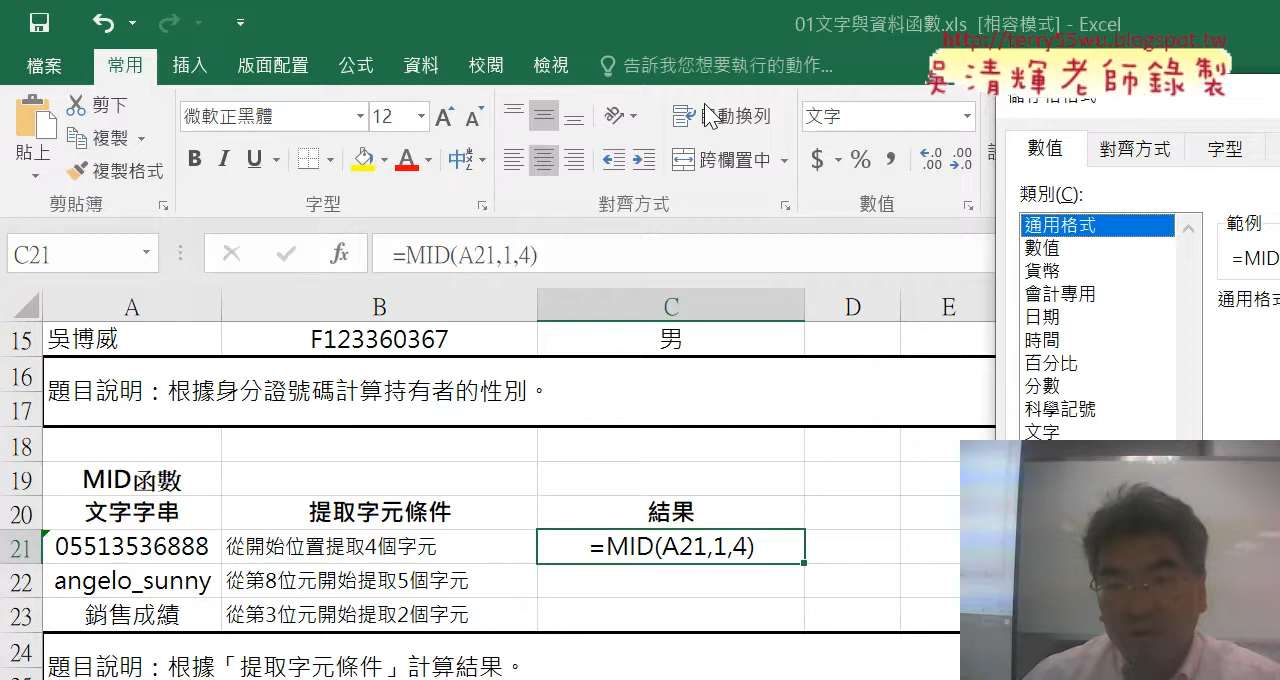 01文字與資料函數.xls [相容模式] - Excel
http://terry55wu.blogspot.tw
吳清輝老師錄製
檔案 常用 插入 版面配置 公式 資料 校閱 檢視 告訴我您想要執行的動作...
剪下
複製
複製格式
貼上
剪貼簿
微軟正黑體 12
B I U
字型
自動換列
跨欄置中
對齊方式
文字
$ % ,
數值
數值 對齊方式 字型
類別(C):
通用格式
數值
貨幣
會計專用
日期
時間
百分比
分數
科學記號
文字
範例
=MID
通用格式
C21 fx =MID(A21,1,4)
A B C D E
15 吳博威 F123360367 男
16
題目說明：根據身分證號碼計算持有者的性別。
17
18
19 MID函數
20 文字字串 提取字元條件 結果
21 05513536888 從開始位置提取4個字元 =MID(A21,1,4)
22 angelo_sunny 從第8位元開始提取5個字元
23 銷售成績 從第3位元開始提取2個字元
24
題目說明：根據「提取字元條件」計算結果。